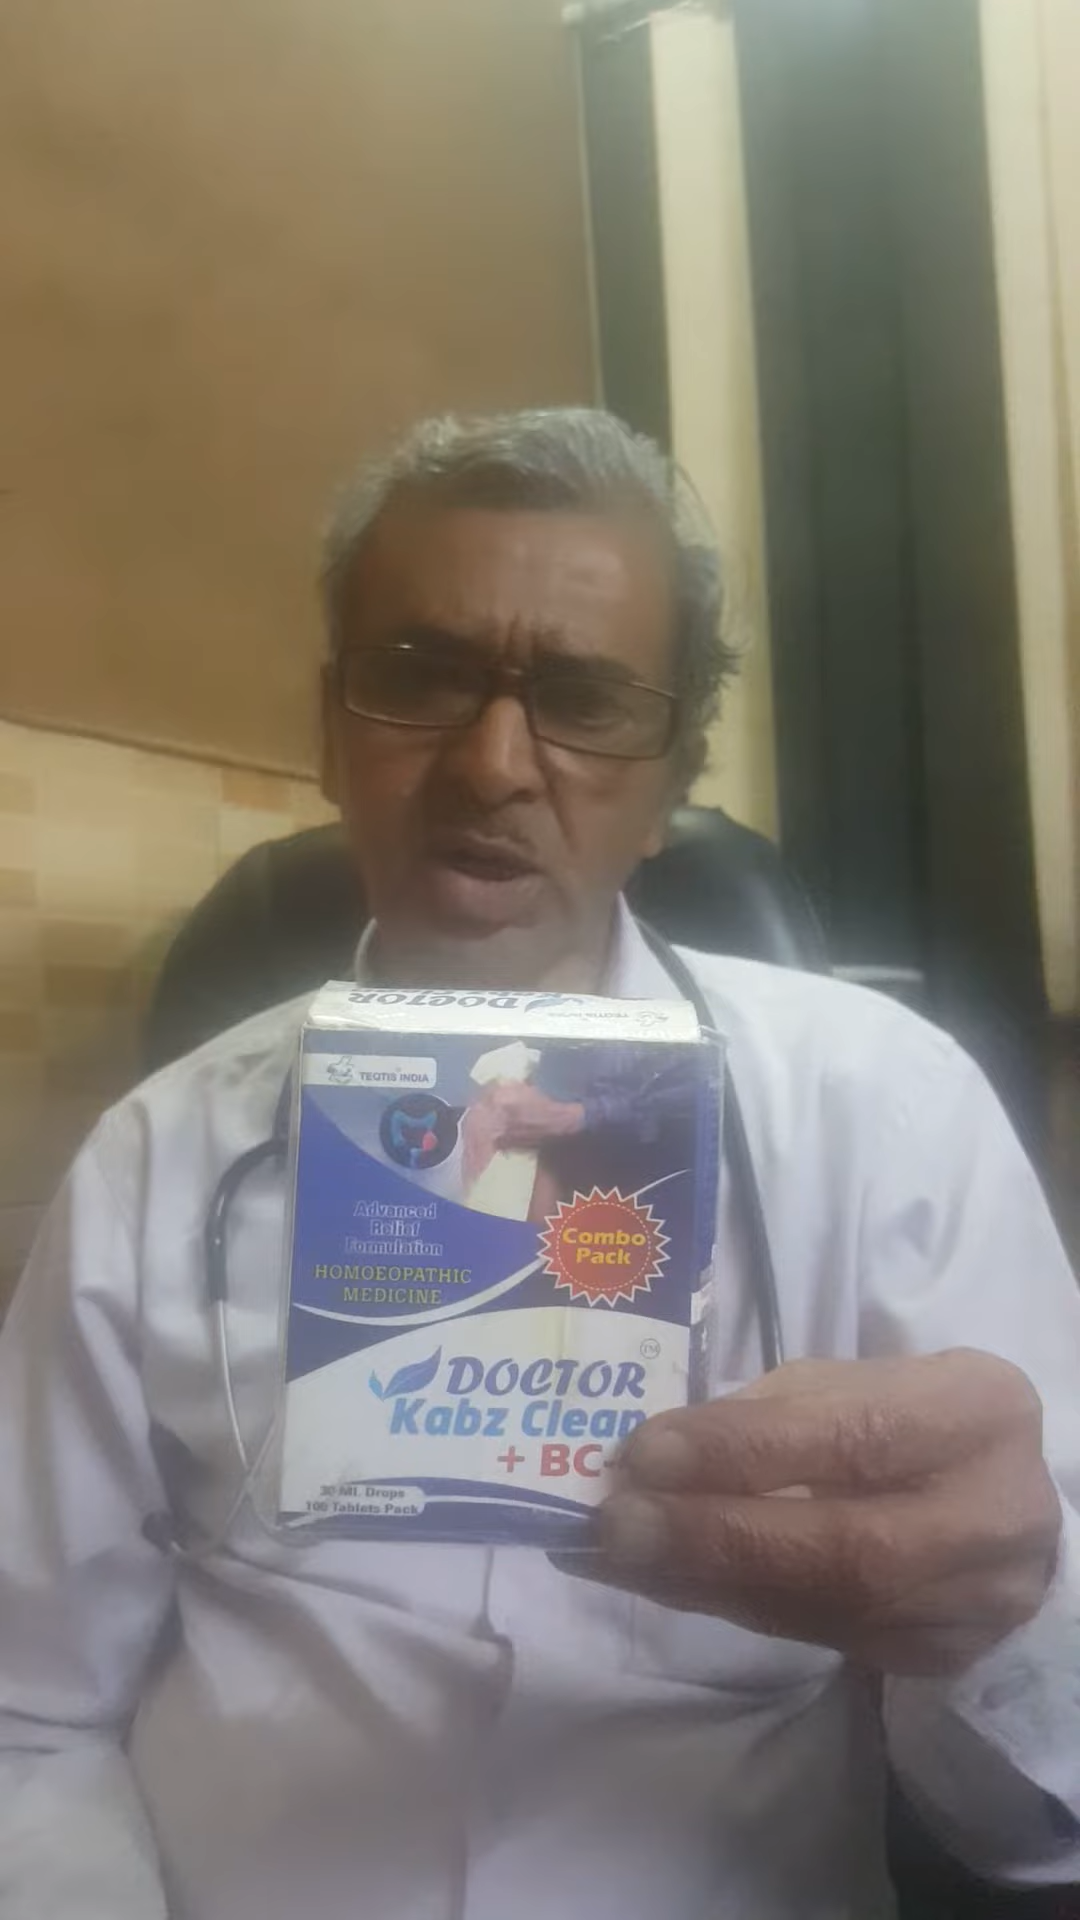 DOCTOR
TEQTIS INDIA
Advanced
Relief
Formulation
Combo
Pack
HOMOEOPATHIC
MEDICINE
TM
DOCTOR
Kabz Clean
+ BC-
30 ML Drops
100 Tablets Pack